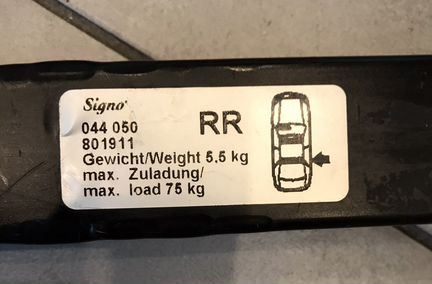 Signo
044 050
RR
801911
Gewicht/Weight 5.5 kg
max. Zuladung/
max. load 75 kg